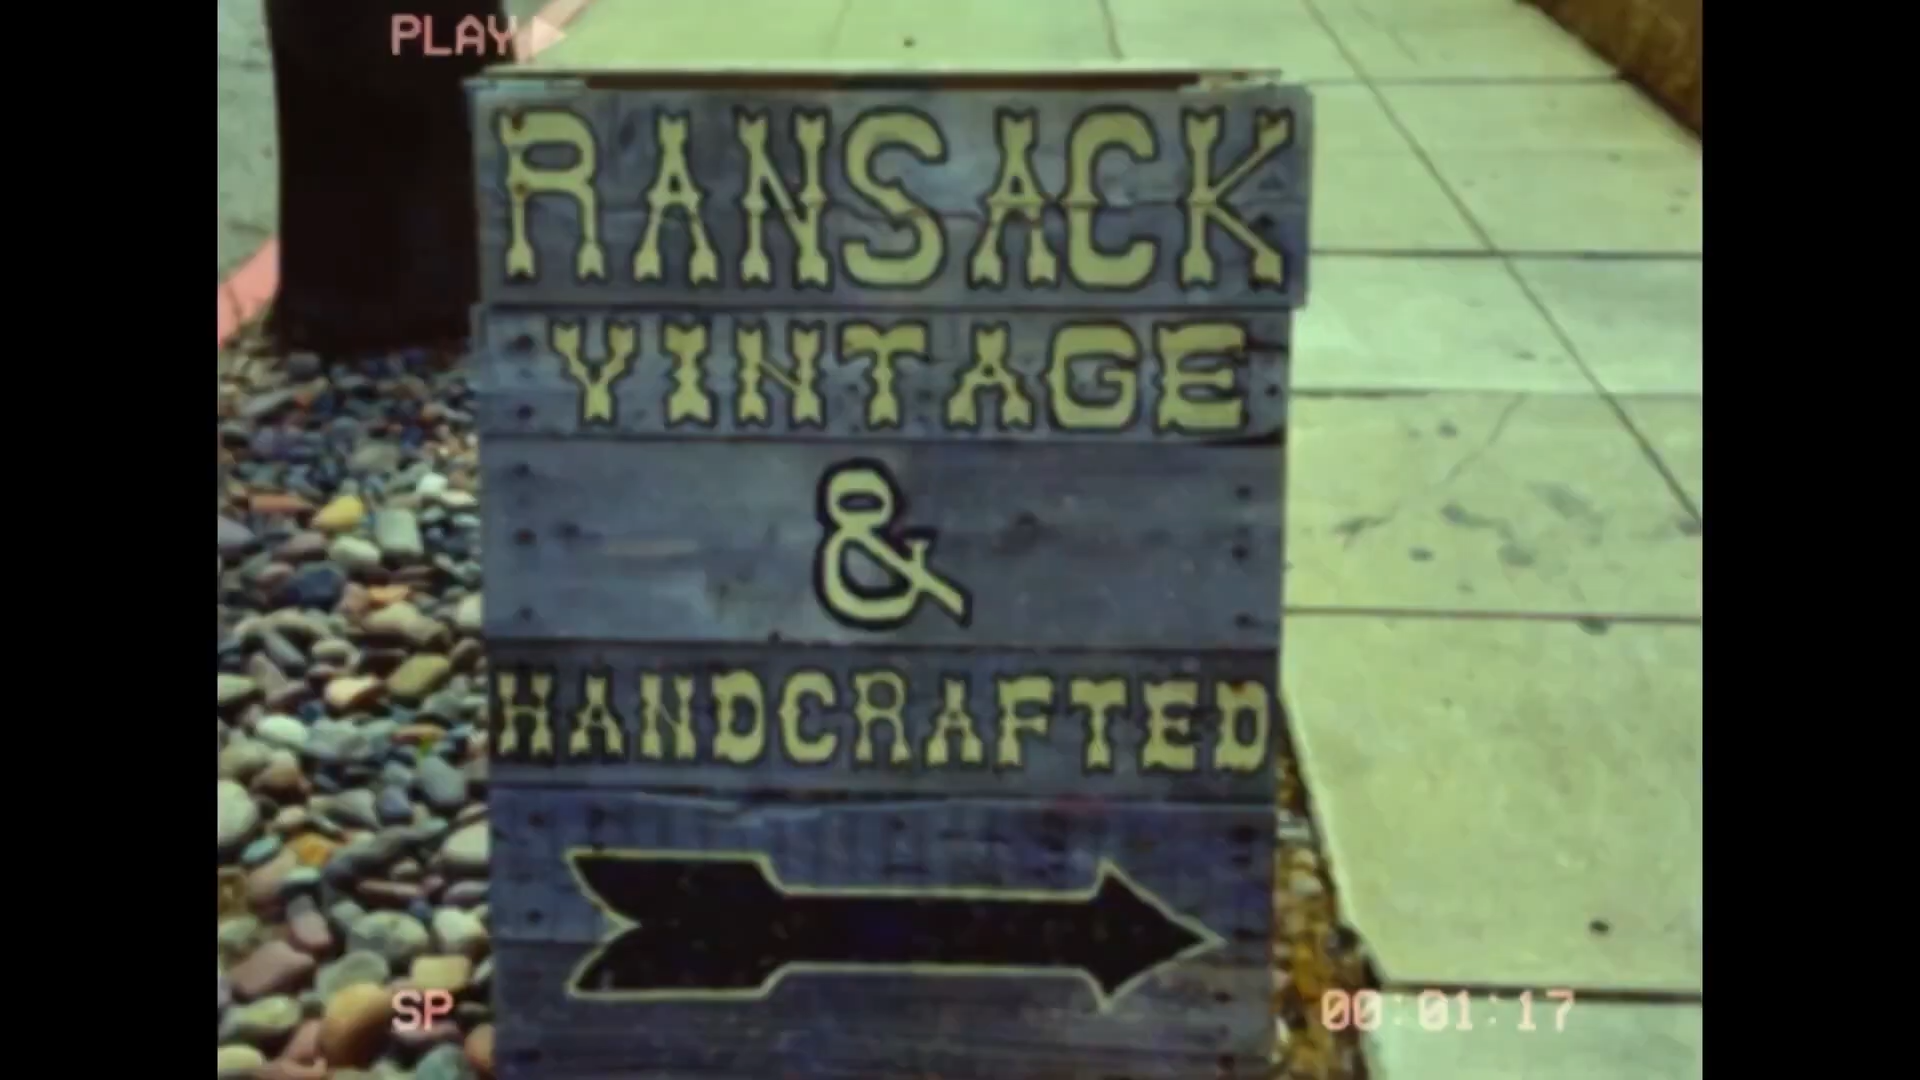 PLAY
RANSACK
VINTAGE
&
HANDCRAFTED
SP
00:01:17